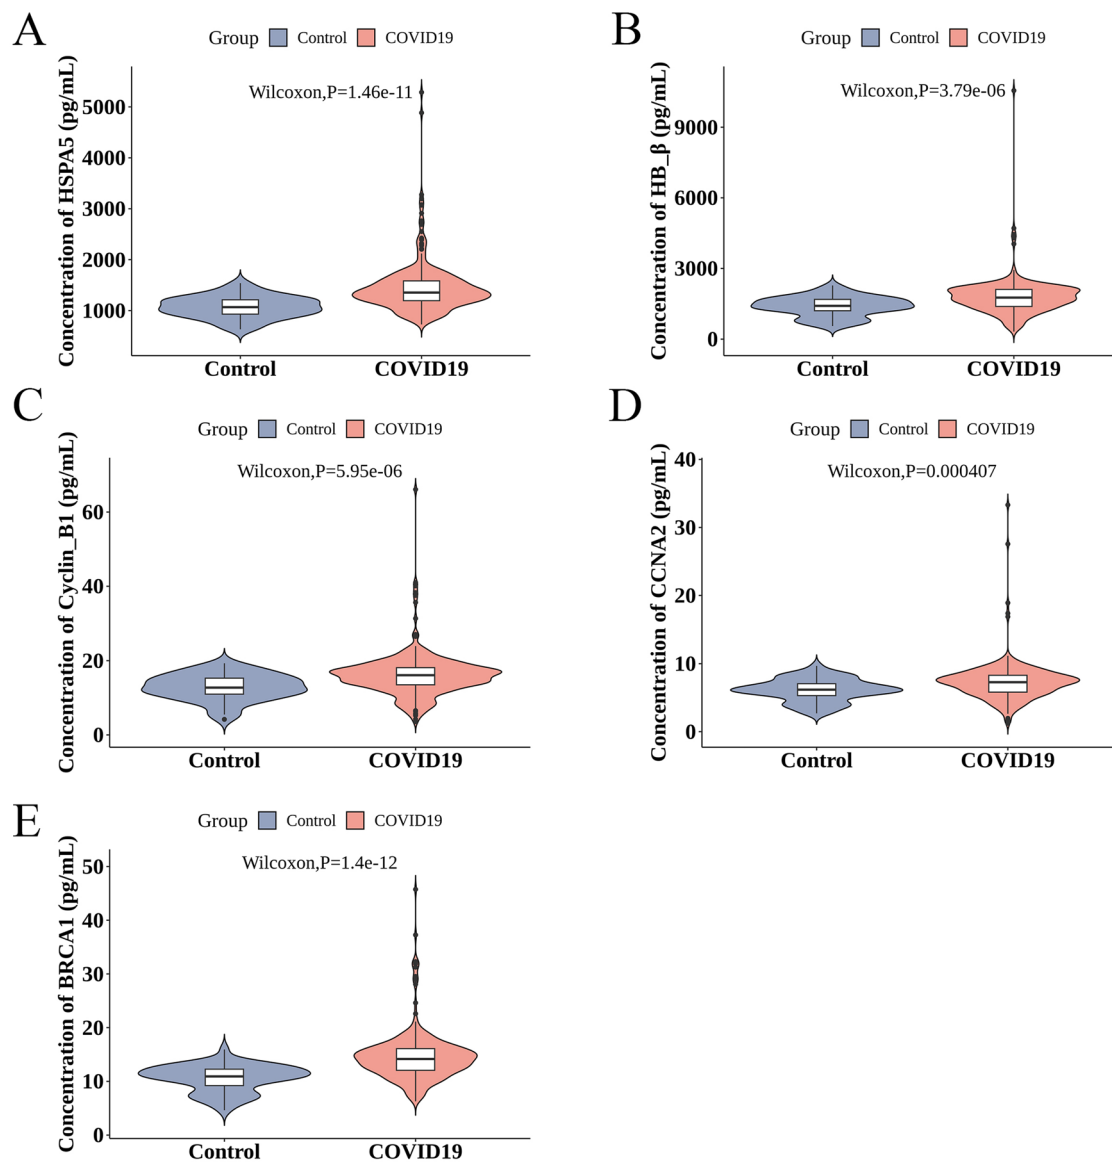 A
Group Control COVID19
Wilcoxon,P=1.46e-11
Concentration of HSPA5 (pg/mL)
5000
4000
3000
2000
1000
Control COVID19
B
Group Control COVID19
Wilcoxon,P=3.79e-06
Concentration of HB_β (pg/mL)
9000
6000
3000
0
Control COVID19
C
Group Control COVID19
Wilcoxon,P=5.95e-06
Concentration of Cyclin_B1 (pg/mL)
60
40
20
0
Control COVID19
D
Group Control COVID19
Wilcoxon,P=0.000407
Concentration of CCNA2 (pg/mL)
40
30
20
10
0
Control COVID19
E
Group Control COVID19
Wilcoxon,P=1.4e-12
Concentration of BRCA1 (pg/mL)
50
40
30
20
10
0
Control COVID19